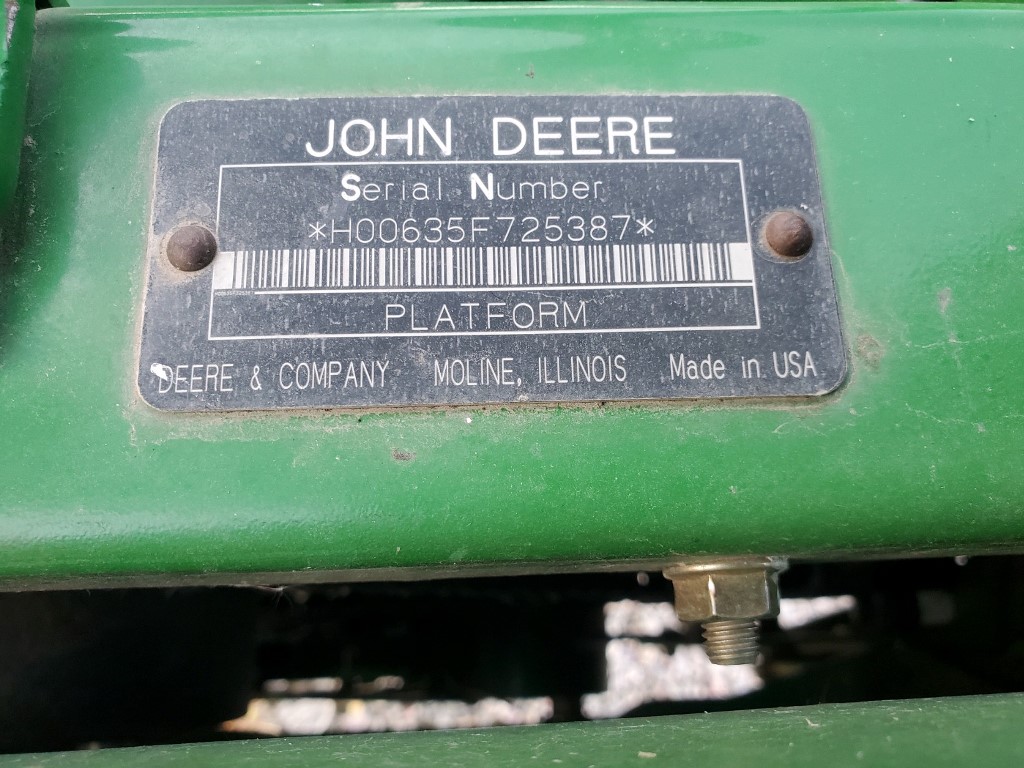 JOHN DEERE
Serial Number
*H00635F725387*
PLATFORM
DEERE & COMPANY MOLINE, ILLINOIS Made in USA